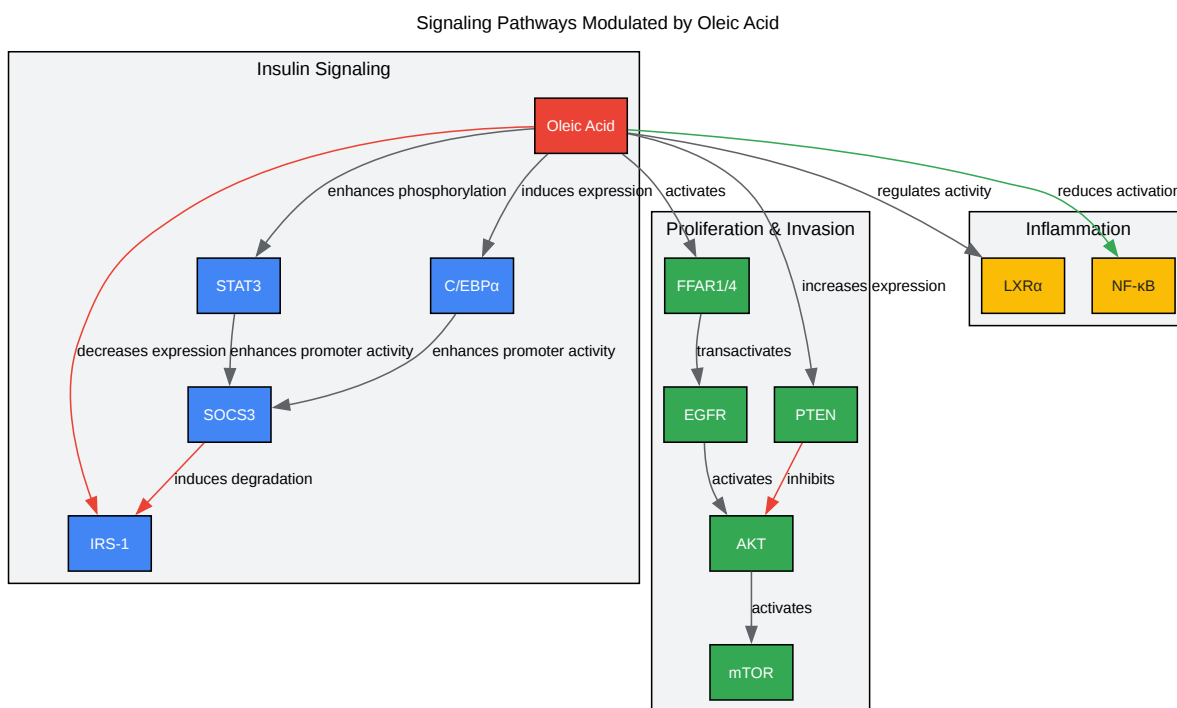 Signaling Pathways Modulated by Oleic Acid
Insulin Signaling
Oleic Acid
enhances phosphorylation
induces expression
activates
regulates activity
reduces activation
Proliferation & Invasion
Inflammation
STAT3
C/EBPα
FFAR1/4
increases expression
LXRα
NF-κB
decreases expression
enhances promoter activity
enhances promoter activity
transactivates
SOCS3
EGFR
PTEN
induces degradation
activates
inhibits
IRS-1
AKT
activates
mTOR